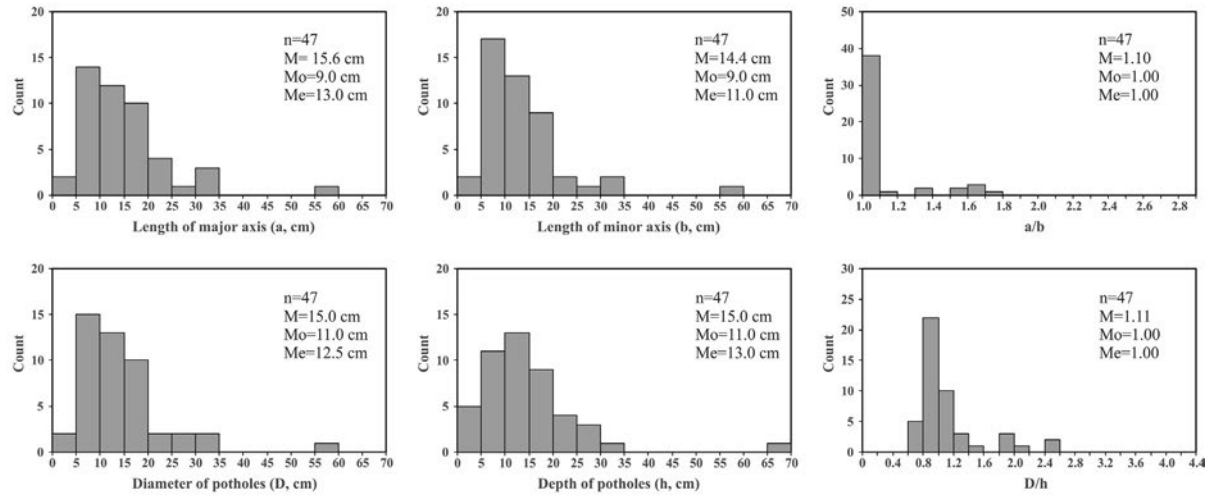 20
15
10
5
0
Count
n=47
M= 15.6 cm
Mo=9.0 cm
Me=13.0 cm
0 5 10 15 20 25 30 35 40 45 50 55 60 70
Length of major axis (a, cm)
20
15
10
5
0
Count
n=47
M=14.4 cm
Mo=9.0 cm
Me=11.0 cm
0 5 10 15 20 25 30 35 40 45 50 55 60 70
Length of minor axis (b, cm)
50
40
30
20
10
0
Count
n=47
M=1.10
Mo=1.00
Me=1.00
1.0 1.2 1.4 1.6 1.8 2.0 2.2 2.4 2.6 2.8
a/b
20
15
10
5
0
Count
n=47
M=15.0 cm
Mo=11.0 cm
Me=12.5 cm
0 5 10 15 20 25 30 35 40 45 50 55 60 70
Diameter of potholes (D, cm)
20
15
10
5
0
Count
n=47
M=15.0 cm
Mo=11.0 cm
Me=13.0 cm
0 5 10 15 20 25 30 35 40 45 50 55 60 65 70
Depth of potholes (h, cm)
30
25
20
15
10
5
0
Count
n=47
M=1.11
Mo=1.00
Me=1.00
0 0.4 0.8 1.2 1.6 2.0 2.4 2.8 3.2 3.6 4.0 4.4
D/h